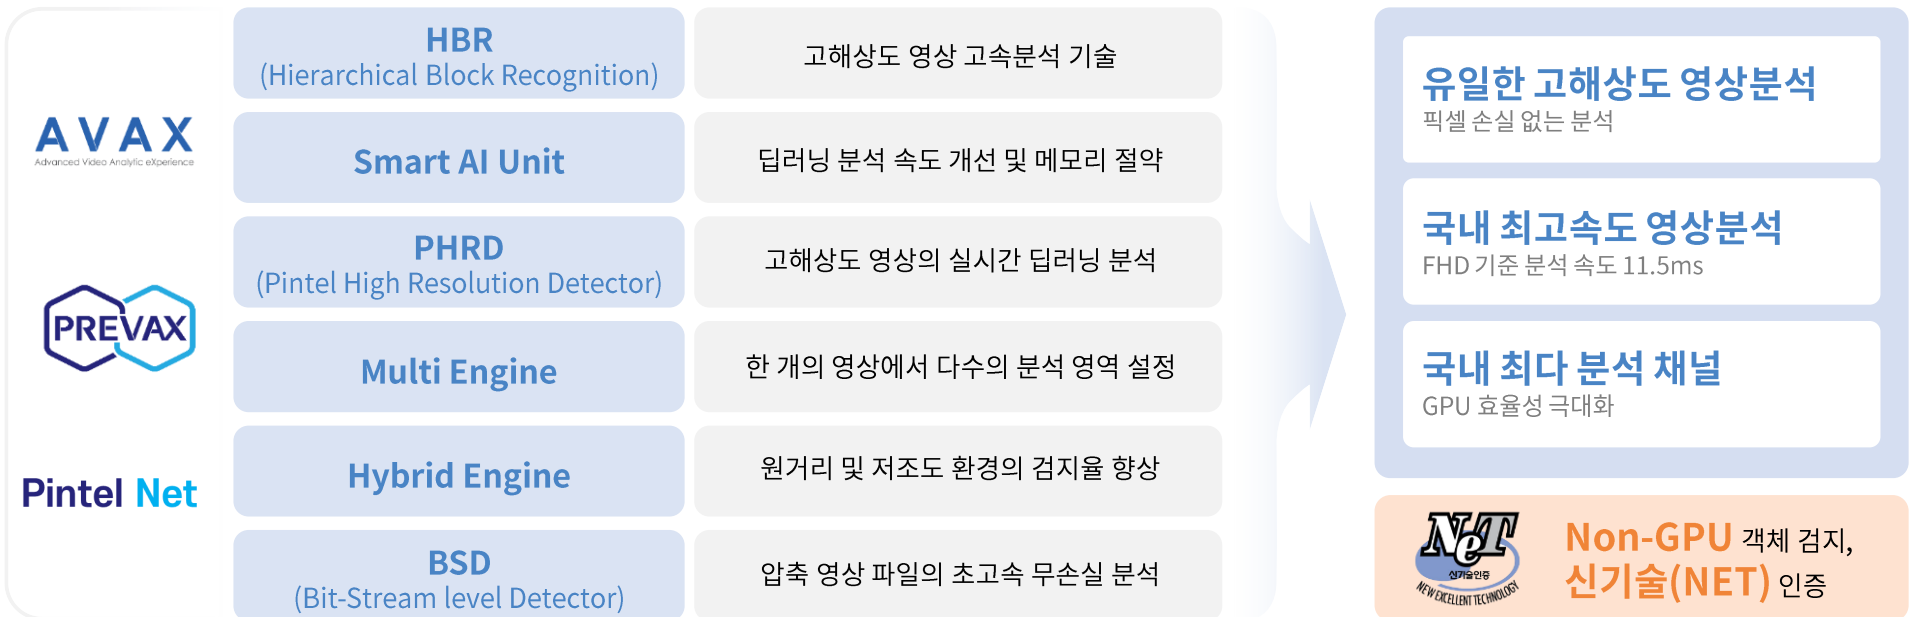 AVAX
Advanced Video Analytic eXperience
PREVAX
Pintel Net
HBR
(Hierarchical Block Recognition)
고해상도 영상 고속분석 기술
Smart AI Unit
딥러닝 분석 속도 개선 및 메모리 절약
PHRD
(Pintel High Resolution Detector)
고해상도 영상의 실시간 딥러닝 분석
Multi Engine
한 개의 영상에서 다수의 분석 영역 설정
Hybrid Engine
원거리 및 저조도 환경의 검지율 향상
BSD
(Bit-Stream level Detector)
압축 영상 파일의 초고속 무손실 분석
유일한 고해상도 영상분석
픽셀 손실 없는 분석
국내 최고속도 영상분석
FHD 기준 분석 속도 11.5ms
국내 최다 분석 채널
GPU 효율성 극대화
NeT
신기술인증
NEW EXCELLENT TECHNOLOGY
Non-GPU 객체 검지,
신기술(NET) 인증